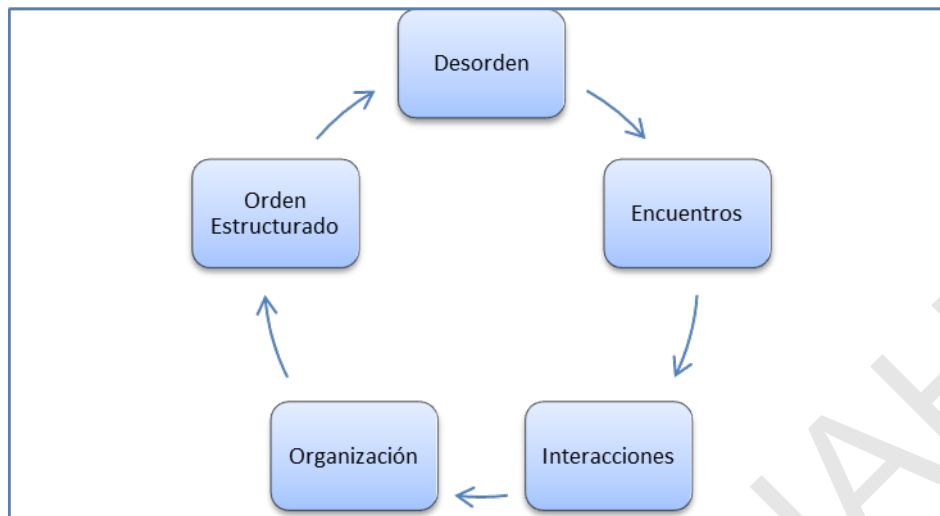 Desorden
Encuentros
Interacciones
Organización
Orden
Estructurado